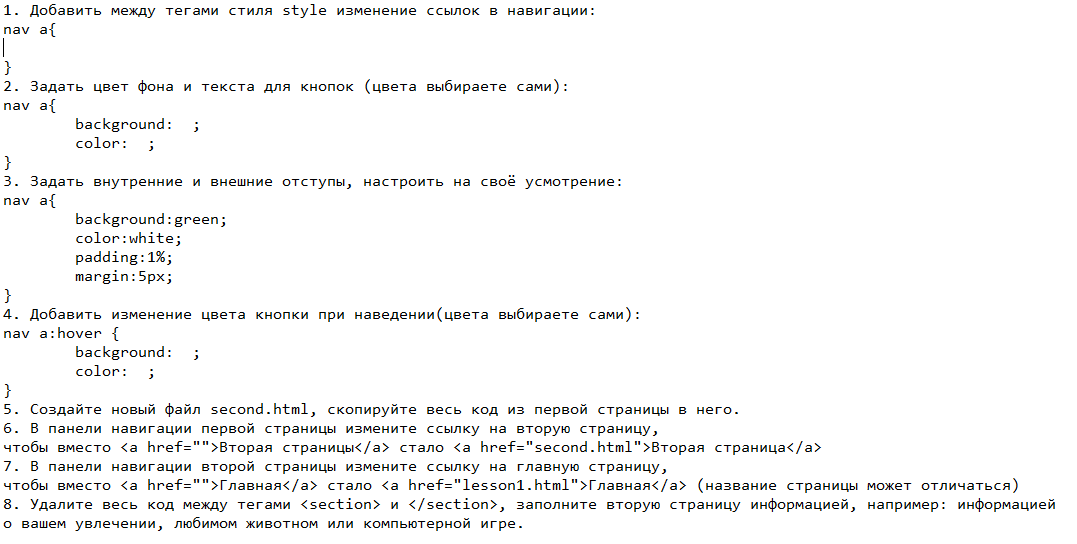 1. Добавить между тегами стиля style изменение ссылок в навигации:
nav a{
}
2. Задать цвет фона и текста для кнопок (цвета выбираете сами):
nav a{
background:  ;
color:  ;
}
3. Задать внутренние и внешние отступы, настроить на своё усмотрение:
nav a{
background:green;
color:white;
padding:1%;
margin:5px;
}
4. Добавить изменение цвета кнопки при наведении(цвета выбираете сами):
nav a:hover {
background:  ;
color:  ;
}
5. Создайте новый файл second.html, скопируйте весь код из первой страницы в него.
6. В панели навигации первой страницы измените ссылку на вторую страницу,
чтобы вместо <a href="">Вторая страницы</a> стало <a href="second.html">Вторая страница</a>
7. В панели навигации второй страницы измените ссылку на главную страницу,
чтобы вместо <a href="">Главная</a> стало <a href="lesson1.html">Главная</a> (название страницы может отличаться)
8. Удалите весь код между тегами <section> и </section>, заполните вторую страницу информацией, например: информацией
о вашем увлечении, любимом животном или компьютерной игре.